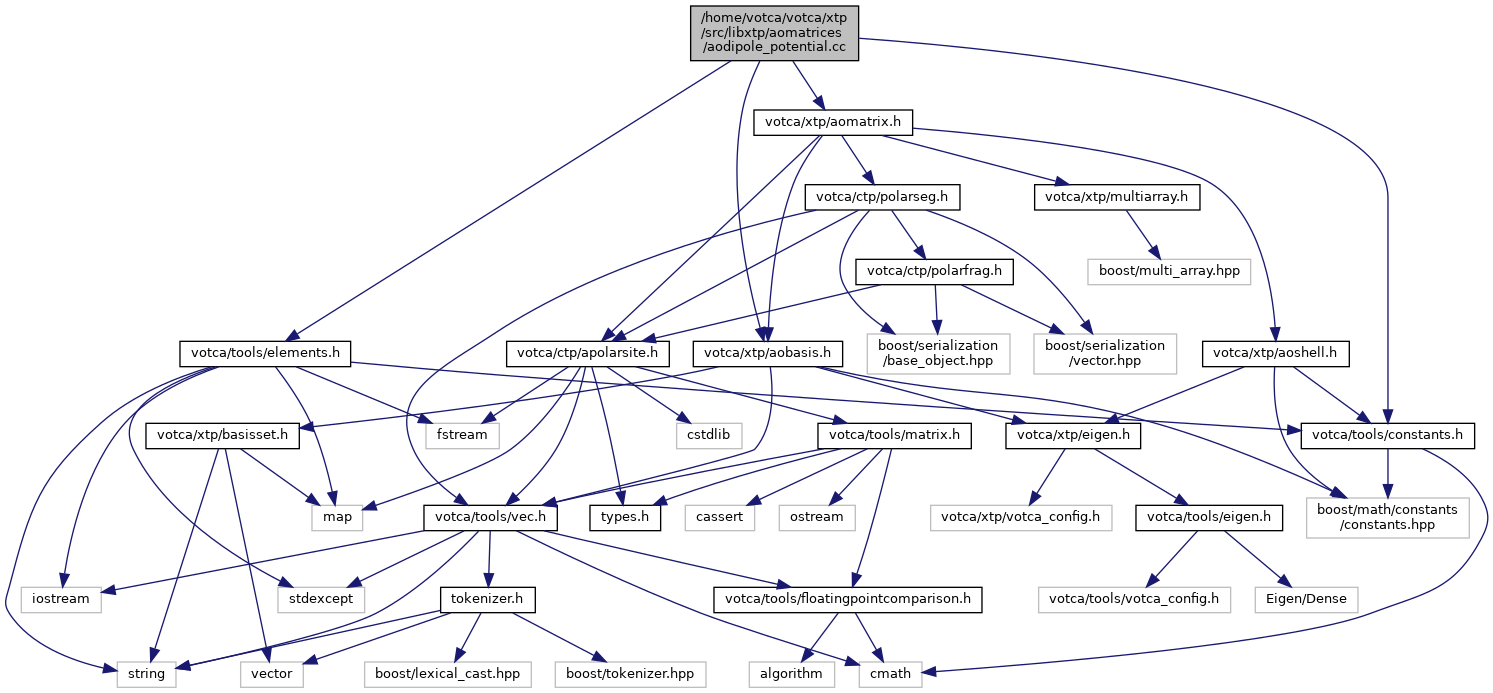 /home/votca/votca/xtp
/src/libxtp/aomatrices
/aodipole_potential.cc
votca/xtp/aomatrix.h
votca/ctp/polarseg.h
votca/xtp/multiarray.h
votca/ctp/polarfrag.h
boost/multi_array.hpp
votca/tools/elements.h
votca/ctp/apolarsite.h
votca/xtp/aobasis.h
boost/serialization
/base_object.hpp
boost/serialization
/vector.hpp
votca/xtp/aoshell.h
votca/xtp/basisset.h
fstream
cstdlib
votca/tools/matrix.h
votca/xtp/eigen.h
votca/tools/constants.h
map
votca/tools/vec.h
types.h
cassert
ostream
votca/xtp/votca_config.h
votca/tools/eigen.h
boost/math/constants
/constants.hpp
iostream
stdexcept
tokenizer.h
votca/tools/floatingpointcomparison.h
votca/tools/votca_config.h
Eigen/Dense
string
vector
boost/lexical_cast.hpp
boost/tokenizer.hpp
algorithm
cmath